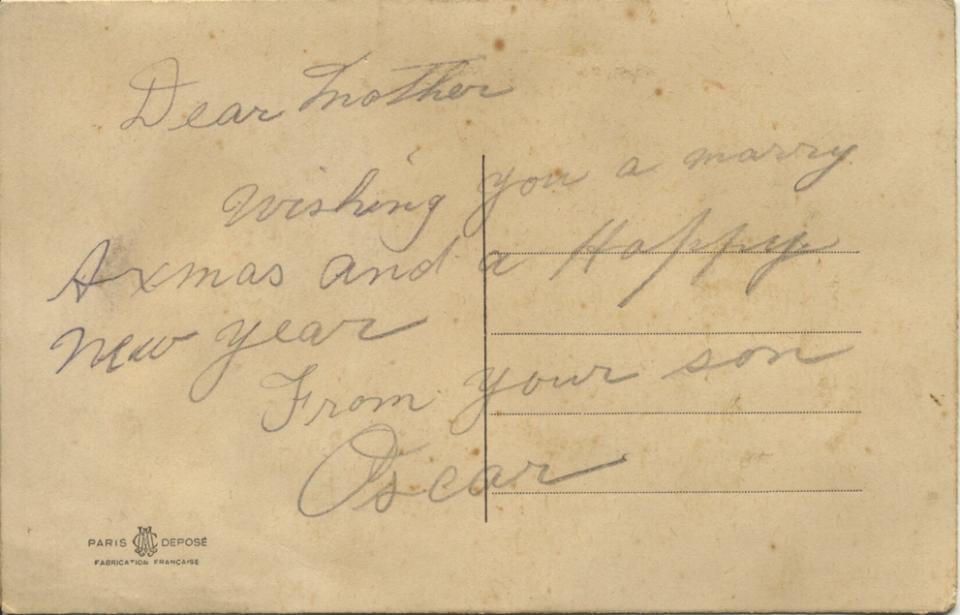 Dear Mother
Wishing you a marry
A xmas and a Happy
New year
From your son
Oscar
PARIS DEPOSÉ
FABRICATION FRANÇAISE